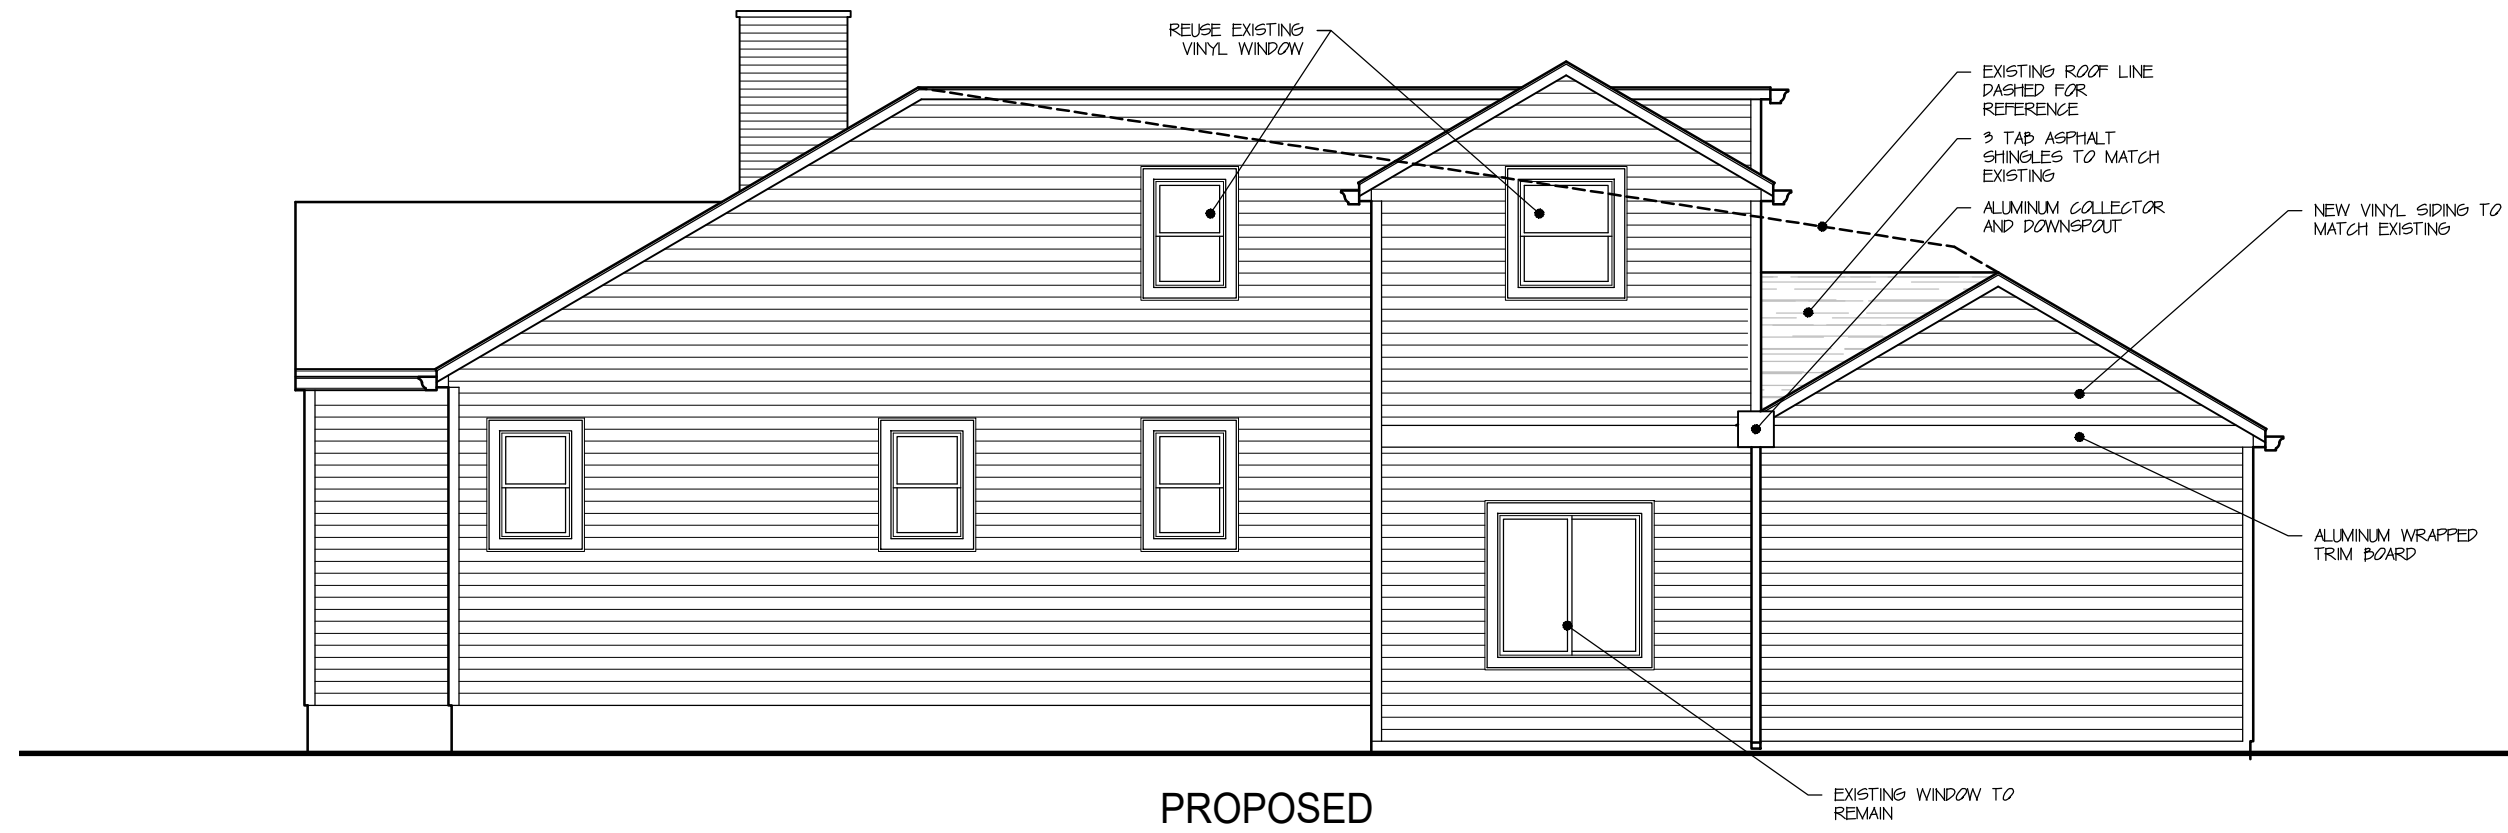 REUSE EXISTING
VINYL WINDOW
EXISTING ROOF LINE
DASHED FOR
REFERENCE
3 TAB ASPHALT
SHINGLES TO MATCH
EXISTING
ALUMINUM COLLECTOR
AND DOWNSPOUT
NEW VINYL SIDING TO
MATCH EXISTING
ALUMINUM WRAPPED
TRIM BOARD
EXISTING WINDOW TO
REMAIN
PROPOSED